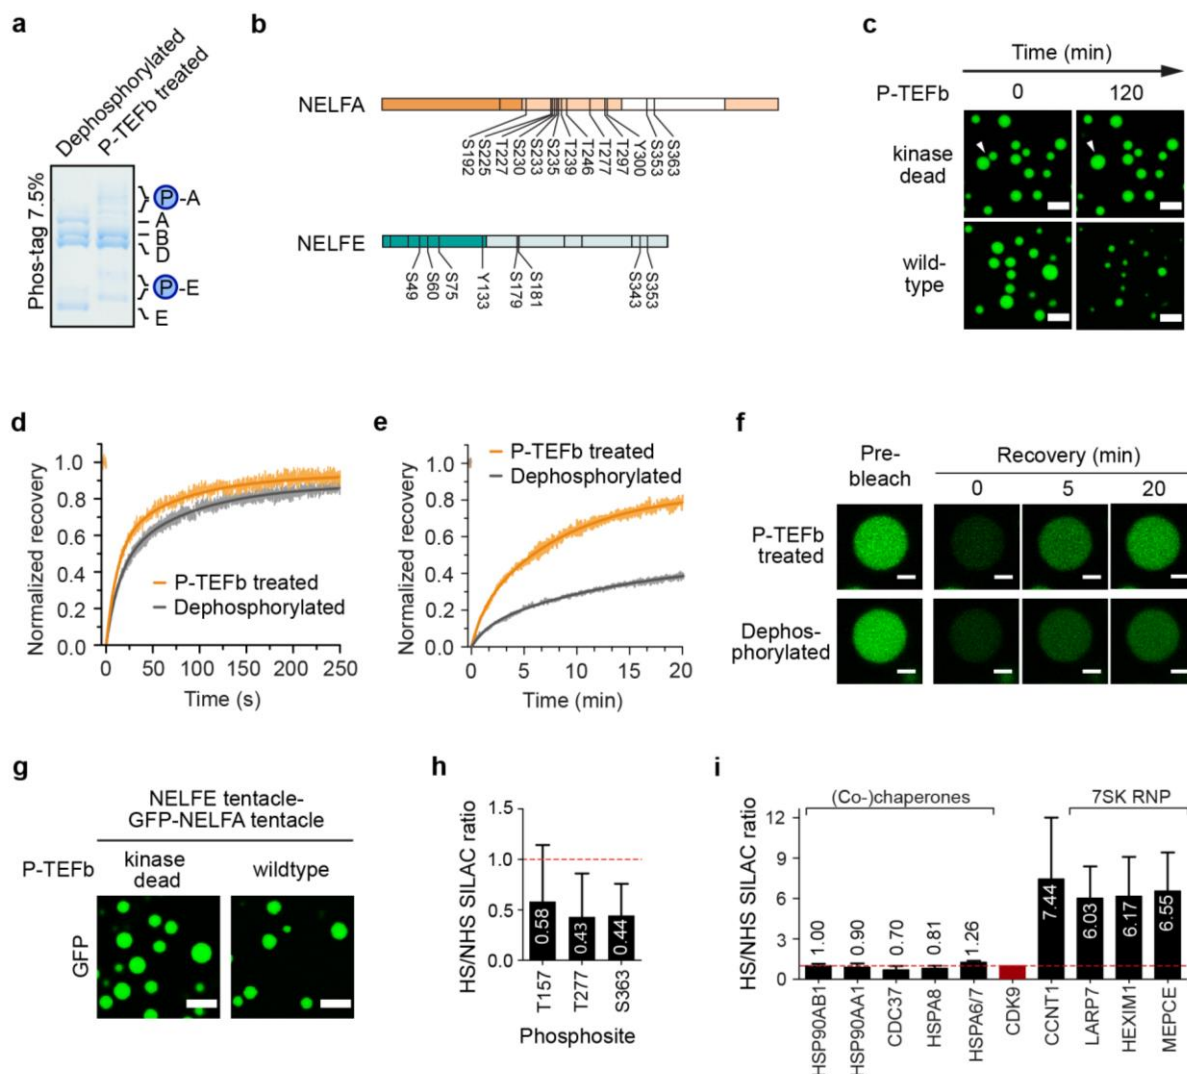 a
Dephosphorylated
P-TEFb treated
Phos-tag 7.5%
P-A
A
B
D
P-E
E
b
NELFA
S192
S225
T227
S230
S233
S235
T239
T246
T277
T297
Y300
S353
S363
NELFE
S49
S60
S75
Y133
S179
S181
S343
S353
c
Time (min)
P-TEFb 0 120
kinase
dead
wild-
type
d
Normalized recovery
1.0
0.8
0.6
0.4
0.2
0.0
P-TEFb treated
Dephosphorylated
0 50 100 150 200 250
Time (s)
e
Normalized recovery
1.0
0.8
0.6
0.4
0.2
0.0
P-TEFb treated
Dephosphorylated
0 5 10 15 20
Time (min)
f
Pre-
bleach
Recovery (min)
0 5 20
P-TEFb
treated
Dephos-
phorylated
g
NELFE tentacle-
GFP-NELFA tentacle
P-TEFb
kinase
dead
wildtype
GFP
h
HS/NHS SILAC ratio
1.5
1.0
0.5
0.0
0.58
0.43
0.44
T157
T277
S363
Phosphosite
i
(Co-)chaperones
7SK RNP
HS/NHS SILAC ratio
12
9
6
3
0
1.00
0.90
0.70
0.81
1.26
7.44
6.03
6.17
6.55
HSP90AB1
HSP90AA1
CDC37
HSPA8
HSPA6/7
CDK9
CCNT1
LARP7
HEXIM1
MEPCE